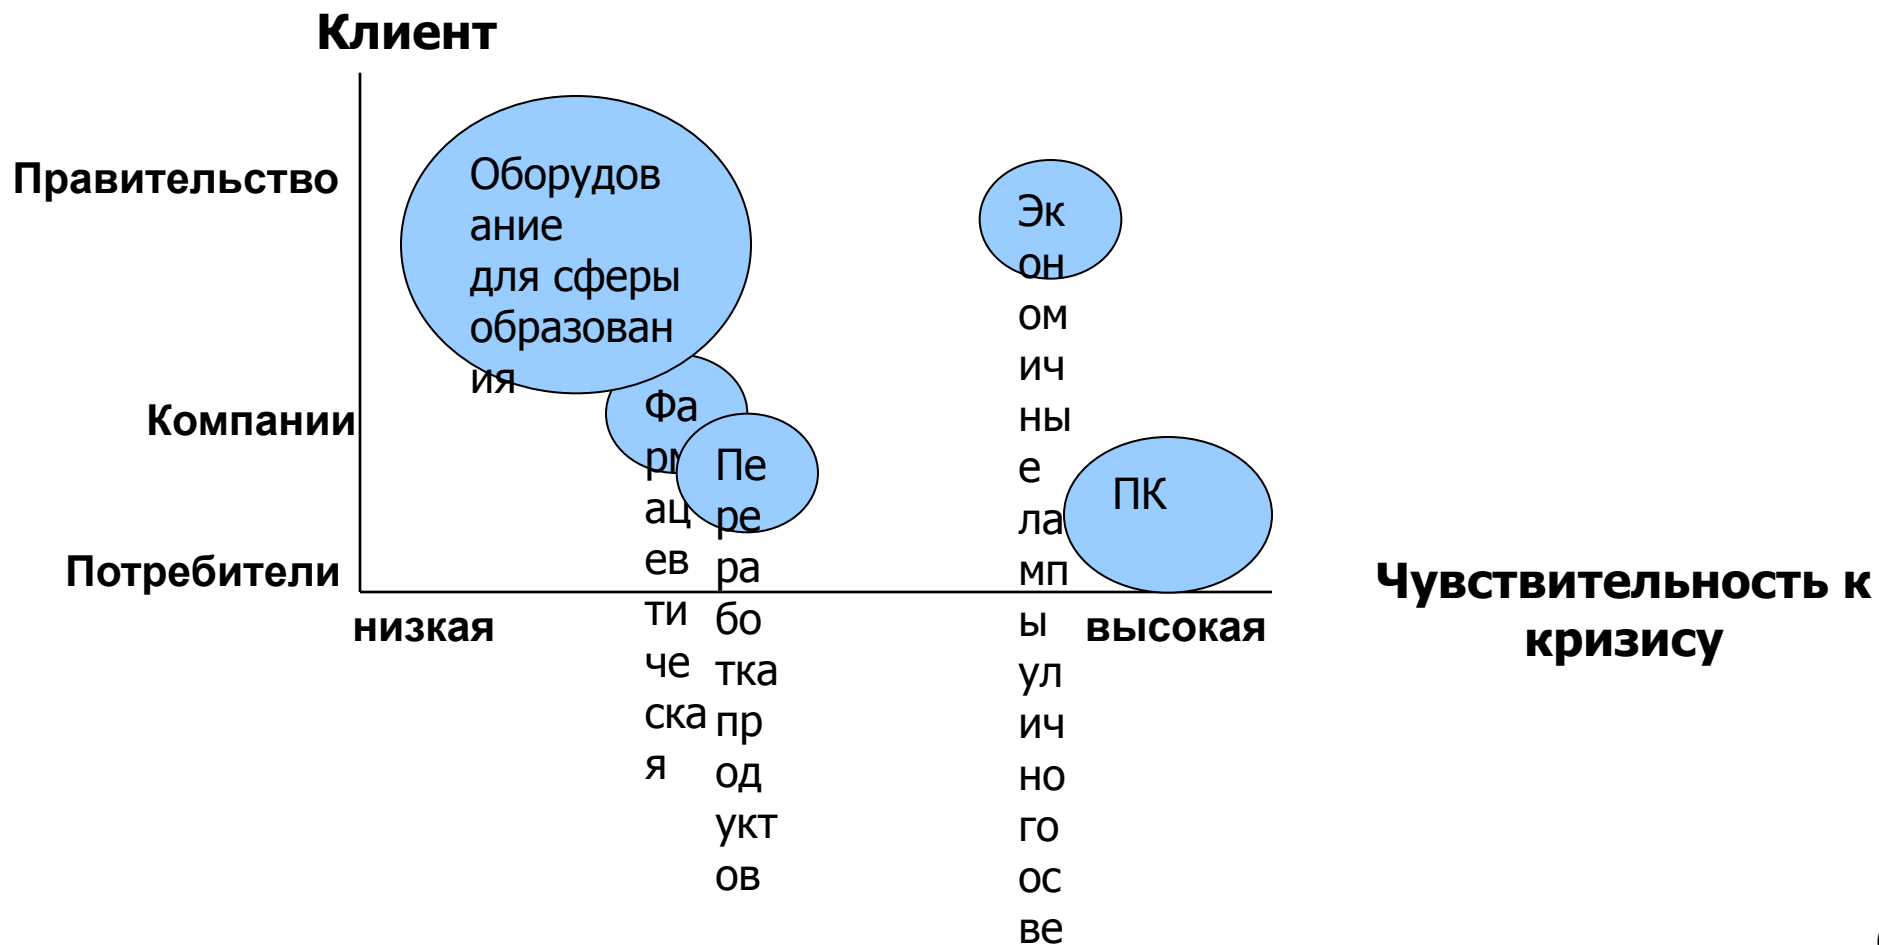 Клиент
Правительство
Оборудов
ание
для сферы
образован
ия
Эк
он
ом
ич
ны
е
ла
мп
ы
ул
ич
но
го
ос
ве
Компании
Фа
рм
ац
ев
ти
че
ска
я
Пе
ре
ра
бо
тка
пр
од
укт
ов
ПК
Потребители
низкая
высокая
Чувствительность к
кризису